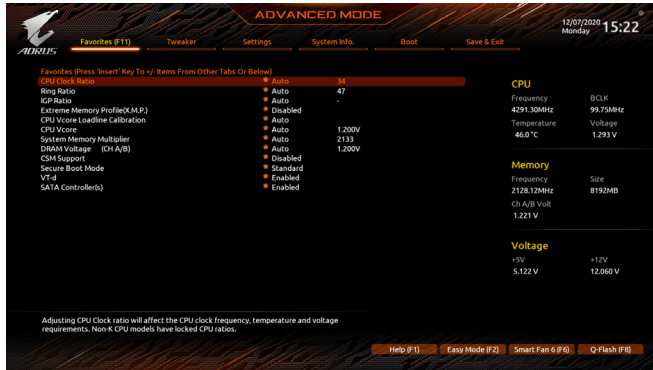 ADVANCED MODE
12/07/2020 Monday 15:22
AORUS
Favorites (F11) Tweaker Settings System Info. Boot Save & Exit
Favorites (Press 'Insert' Key To +/- Items From Other Tabs Or Below)
CPU Clock Ratio Auto 34
Ring Ratio Auto 47
IGP Ratio Auto -
Extreme Memory Profile(X.M.P.) Disabled
CPU Vcore Loadline Calibration Auto
CPU Vcore Auto 1.200V
System Memory Multiplier Auto 2133
DRAM Voltage (CH A/B) Auto 1.200V
CSM Support Disabled
Secure Boot Mode Standard
VT-d Enabled
SATA Controller(s) Enabled
CPU
Frequency BCLK
4291.30MHz 99.75MHz
Temperature Voltage
46.0 °C 1.293 V
Memory
Frequency Size
2128.12MHz 8192MB
Ch A/B Volt
1.221 V
Voltage
+5V +12V
5.122 V 12.060 V
Adjusting CPU Clock ratio will affect the CPU clock frequency, temperature and voltage
requirements. Non-K CPU models have locked CPU ratios.
Help (F1) Easy Mode (F2) Smart Fan 6 (F6) Q-Flash (F8)